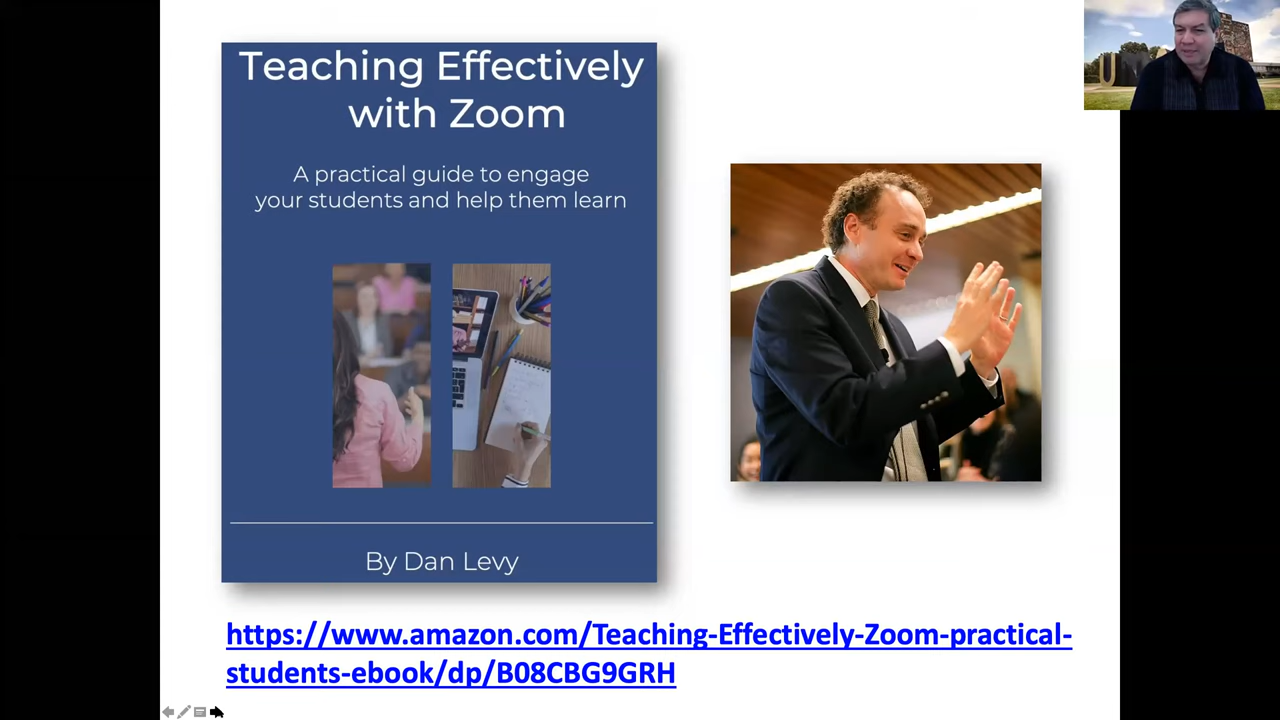 Teaching Effectively
with Zoom
A practical guide to engage
your students and help them learn
By Dan Levy
https://www.amazon.com/Teaching-Effectively-Zoom-practical-
students-ebook/dp/B08CBG9GRH